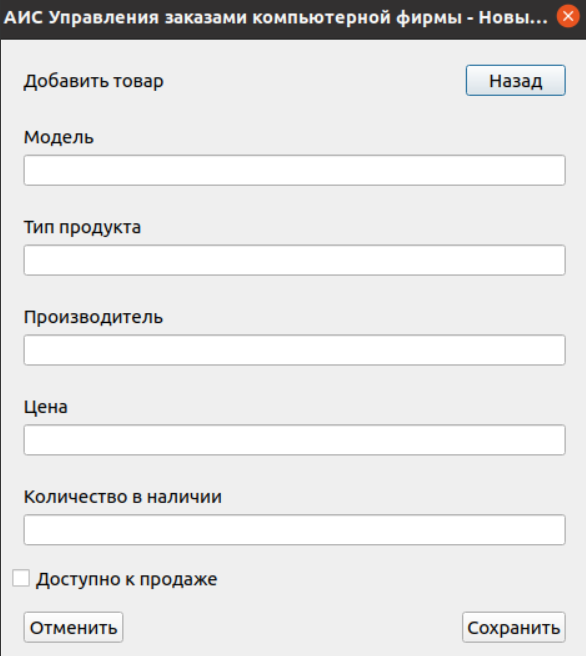 АИС Управления заказами компьютерной фирмы - Новы...
Добавить товар
Назад
Модель
Тип продукта
Производитель
Цена
Количество в наличии
Доступно к продаже
Отменить
Сохранить